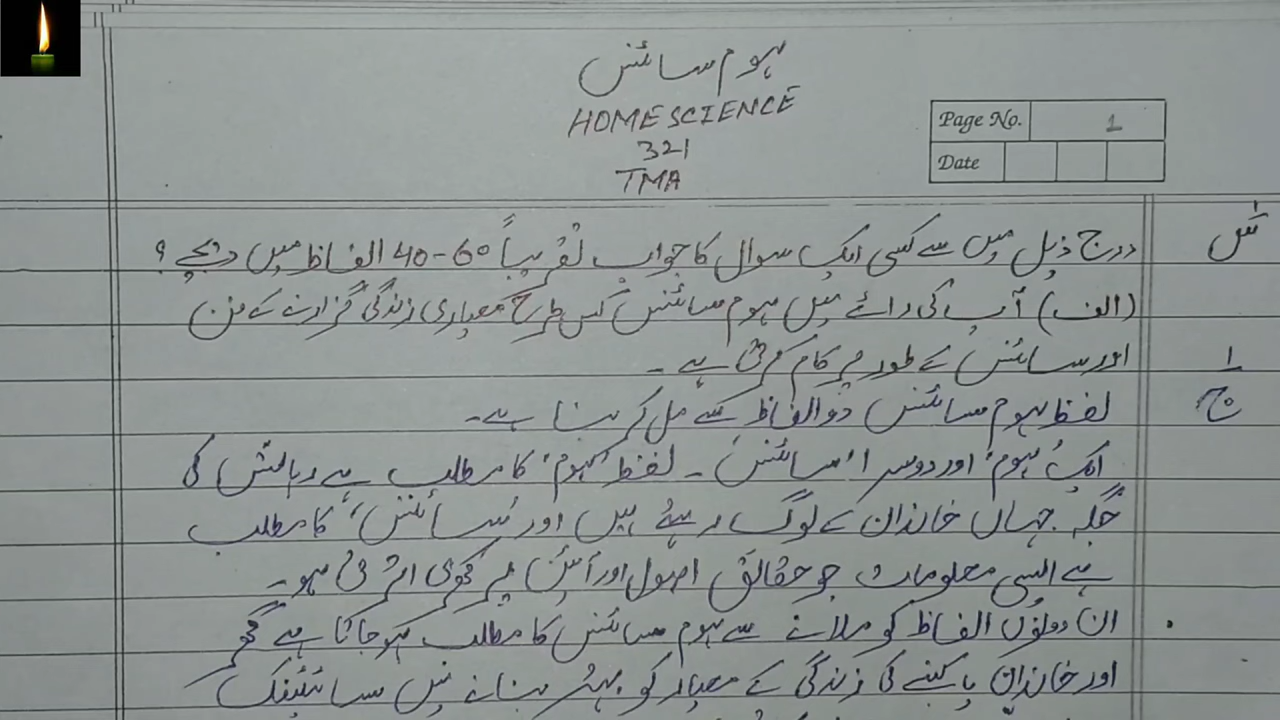 ہوم سائنس
HOME SCIENCE
321
TMA
Page No. 1
Date
س١ درج ذیل میں سے کسی ایک سوال کا جواب تقریباً 60-40 الفاظ میں دیجئے؟
(الف) آپ کی رائے میں ہوم سائنس کس طرح معیاری زندگی گزارنے کے فن
اور سائنس کے طور پر کام کرتی ہے۔
ج ١ لفظ ہوم سائنس دو الفاظ سے مل کر بنا ہے۔
ایک 'ہوم' اور دوسرا 'سائنس'۔ لفظ 'ہوم' کا مطلب ہے رہائش کی
جگہ جہاں خاندان کے لوگ رہتے ہیں اور 'سائنس' کا مطلب
ہے ایسی معلومات جو حقائق اصول اور پر ہو۔
ان دونوں الفاظ کو ملانے سے ہوم سائنس کا مطلب ہو جاتا ہے گھر
اور خاندان یا کنبے کی زندگی کے معیار کو بہتر بنانے میں سائنٹفک